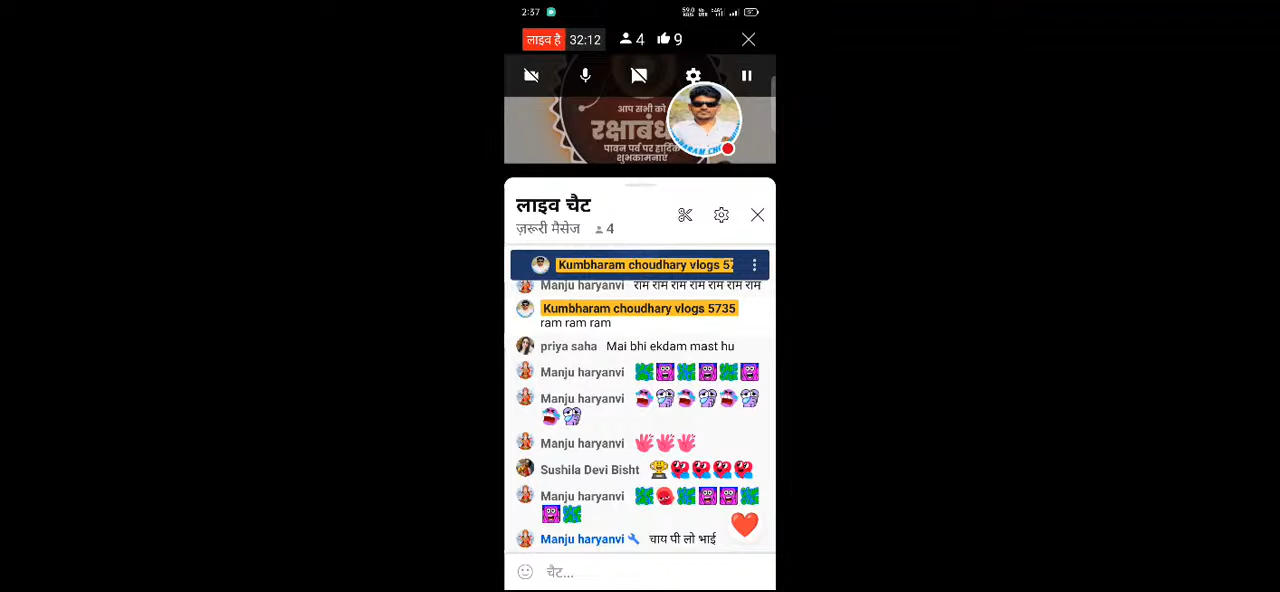 2:37
लाइव है 32:12 4 9
आप सभी को
रक्षाबंध
पावन पर्व पर हार्दिक
शुभकामनाएं
लाइव चैट
ज़रूरी मैसेज 4
Kumbharam choudhary vlogs 57
Manju haryanvi राम राम राम राम राम राम राम
Kumbharam choudhary vlogs 5735
ram ram ram
priya saha Mai bhi ekdam mast hu
Manju haryanvi
Manju haryanvi
Manju haryanvi
Sushila Devi Bisht
Manju haryanvi
Manju haryanvi चाय पी लो भाई
चैट...